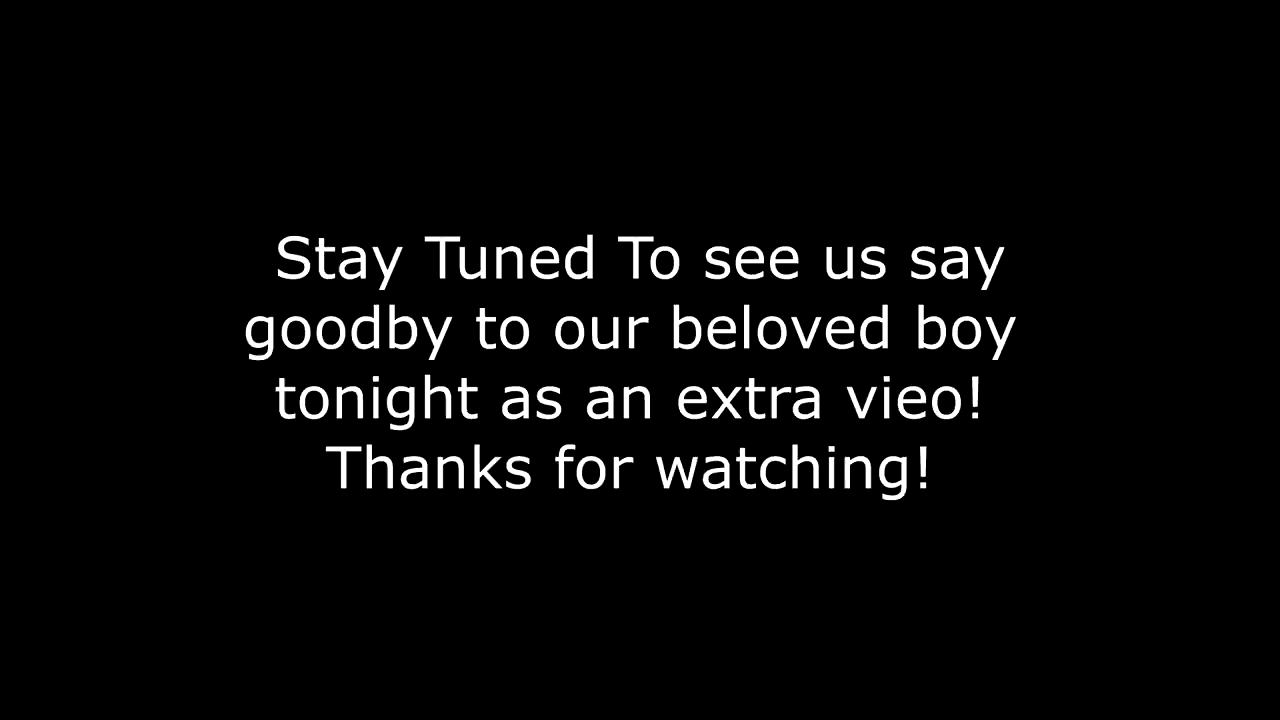 Stay Tuned To see us say
goodby to our beloved boy
tonight as an extra vieo!
Thanks for watching!